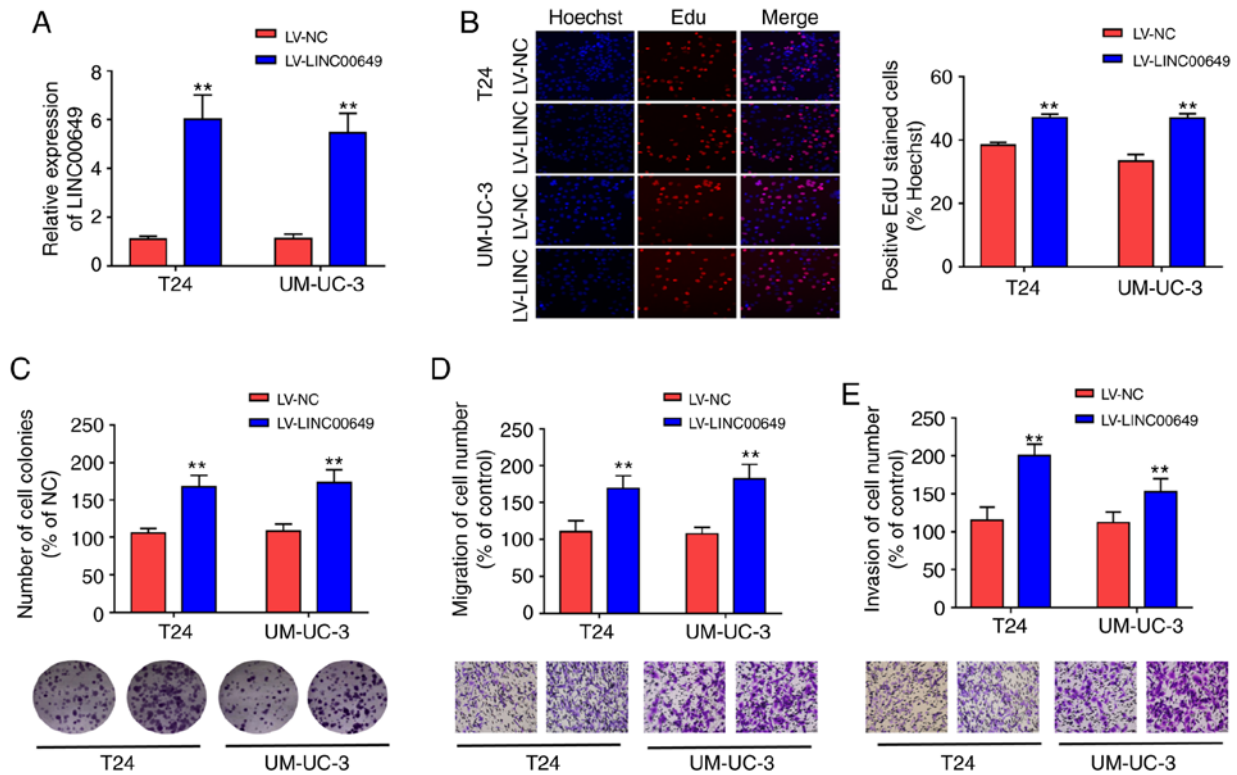 A
LV-NC
LV-LINC00649
Relative expression
of LINC00649
8
6
4
2
0
**
**
T24
UM-UC-3
B
Hoechst
Edu
Merge
T24
UM-UC-3
LV-NC
LV-LINC
LV-NC
LV-LINC
LV-NC
LV-LINC00649
Positive EdU stained cells
(% Hoechst)
60
40
20
0
**
**
T24
UM-UC-3
C
LV-NC
LV-LINC00649
Number of cell colonies
(% of NC)
250
200
150
100
50
0
**
**
T24
UM-UC-3
T24
UM-UC-3
D
LV-NC
LV-LINC00649
Migration of cell number
(% of control)
250
200
150
100
50
0
**
**
T24
UM-UC-3
T24
UM-UC-3
E
LV-NC
LV-LINC00649
Invasion of cell number
(% of control)
250
200
150
100
50
0
**
**
T24
UM-UC-3
T24
UM-UC-3